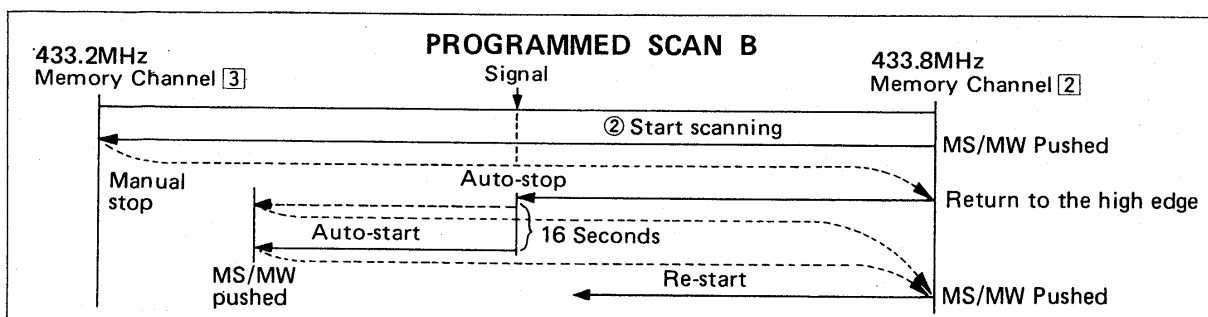 PROGRAMMED SCAN B
433.2MHz
Memory Channel 3
Signal
433.8MHz
Memory Channel 2
② Start scanning
MS/MW Pushed
Manual
stop
Auto-stop
Return to the high edge
Auto-start
16 Seconds
MS/MW
pushed
Re-start
MS/MW Pushed